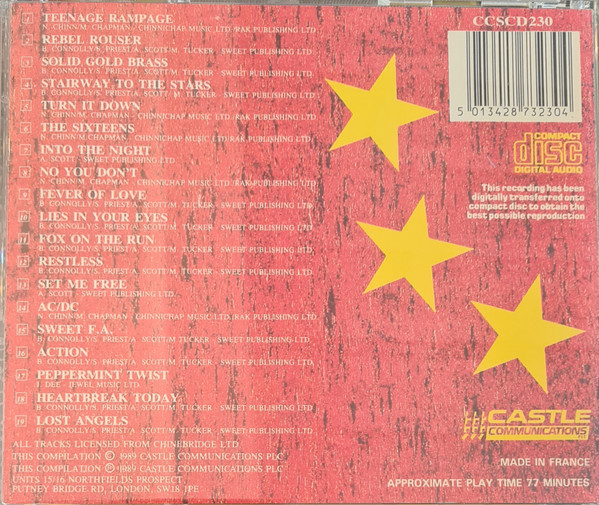 1 TEENAGE RAMPAGE
N. CHINN/M. CHAPMAN - CHINNICHAP MUSIC LTD/RAK PUBLISHING LTD.
2 REBEL ROUSER
B. CONNOLLY/S. PRIEST/A. SCOTT/M. TUCKER - SWEET PUBLISHING LTD.
3 SOLID GOLD BRASS
B. CONNOLLY/S. PRIEST/A. SCOTT/M. TUCKER - SWEET PUBLISHING LTD.
4 STAIRWAY TO THE STARS
B. CONNOLLY/S. PRIEST/A. SCOTT/M. TUCKER - SWEET PUBLISHING LTD.
5 TURN IT DOWN
N. CHINN/M. CHAPMAN - CHINNICHAP MUSIC LTD/RAK PUBLISHING LTD.
6 THE SIXTEENS
N. CHINN/M. CHAPMAN - CHINNICHAP MUSIC LTD/RAK PUBLISHING LTD.
7 INTO THE NIGHT
A. SCOTT - SWEET PUBLISHING LTD.
8 NO YOU DON'T
N. CHINN/M. CHAPMAN - CHINNICHAP MUSIC LTD/RAK PUBLISHING LTD.
9 FEVER OF LOVE
B. CONNOLLY/S. PRIEST/A. SCOTT/M. TUCKER - SWEET PUBLISHING LTD.
10 LIES IN YOUR EYES
B. CONNOLLY/S. PRIEST/A. SCOTT/M. TUCKER - SWEET PUBLISHING LTD.
11 FOX ON THE RUN
B. CONNOLLY/S. PRIEST/A. SCOTT/M. TUCKER - SWEET PUBLISHING LTD.
12 RESTLESS
B. CONNOLLY/S. PRIEST/A. SCOTT/M. TUCKER - SWEET PUBLISHING LTD.
13 SET ME FREE
A. SCOTT - SWEET PUBLISHING LTD.
14 AC/DC
N. CHINN/M. CHAPMAN - CHINNICHAP MUSIC LTD/RAK PUBLISHING LTD.
15 SWEET F.A.
B. CONNOLLY/S. PRIEST/A. SCOTT/M. TUCKER - SWEET PUBLISHING LTD.
16 ACTION
B. CONNOLLY/S. PRIEST/A. SCOTT/M. TUCKER - SWEET PUBLISHING LTD.
17 PEPPERMINT TWIST
J. DEE - JEWEL MUSIC LTD.
18 HEARTBREAK TODAY
B. CONNOLLY/S. PRIEST/A. SCOTT/M. TUCKER - SWEET PUBLISHING LTD.
19 LOST ANGELS
B. CONNOLLY/S. PRIEST/A. SCOTT/M. TUCKER - SWEET PUBLISHING LTD.
ALL TRACKS LICENSED FROM CHINEBRIDGE LTD
THIS COMPILATION © 1989 CASTLE COMMUNICATIONS PLC
THIS COMPILATION ℗ 1989 CASTLE COMMUNICATIONS PLC
UNITS 15/16 NORTHFIELDS PROSPECT,
PUTNEY BRIDGE RD, LONDON, SW18 JPE
CCSCD230
5 013428 732304
COMPACT
disc
DIGITAL AUDIO
This recording has been
digitally transferred onto
compact disc to obtain the
best possible reproduction
CASTLE
COMMUNICATIONS
MADE IN FRANCE
APPROXIMATE PLAY TIME 77 MINUTES